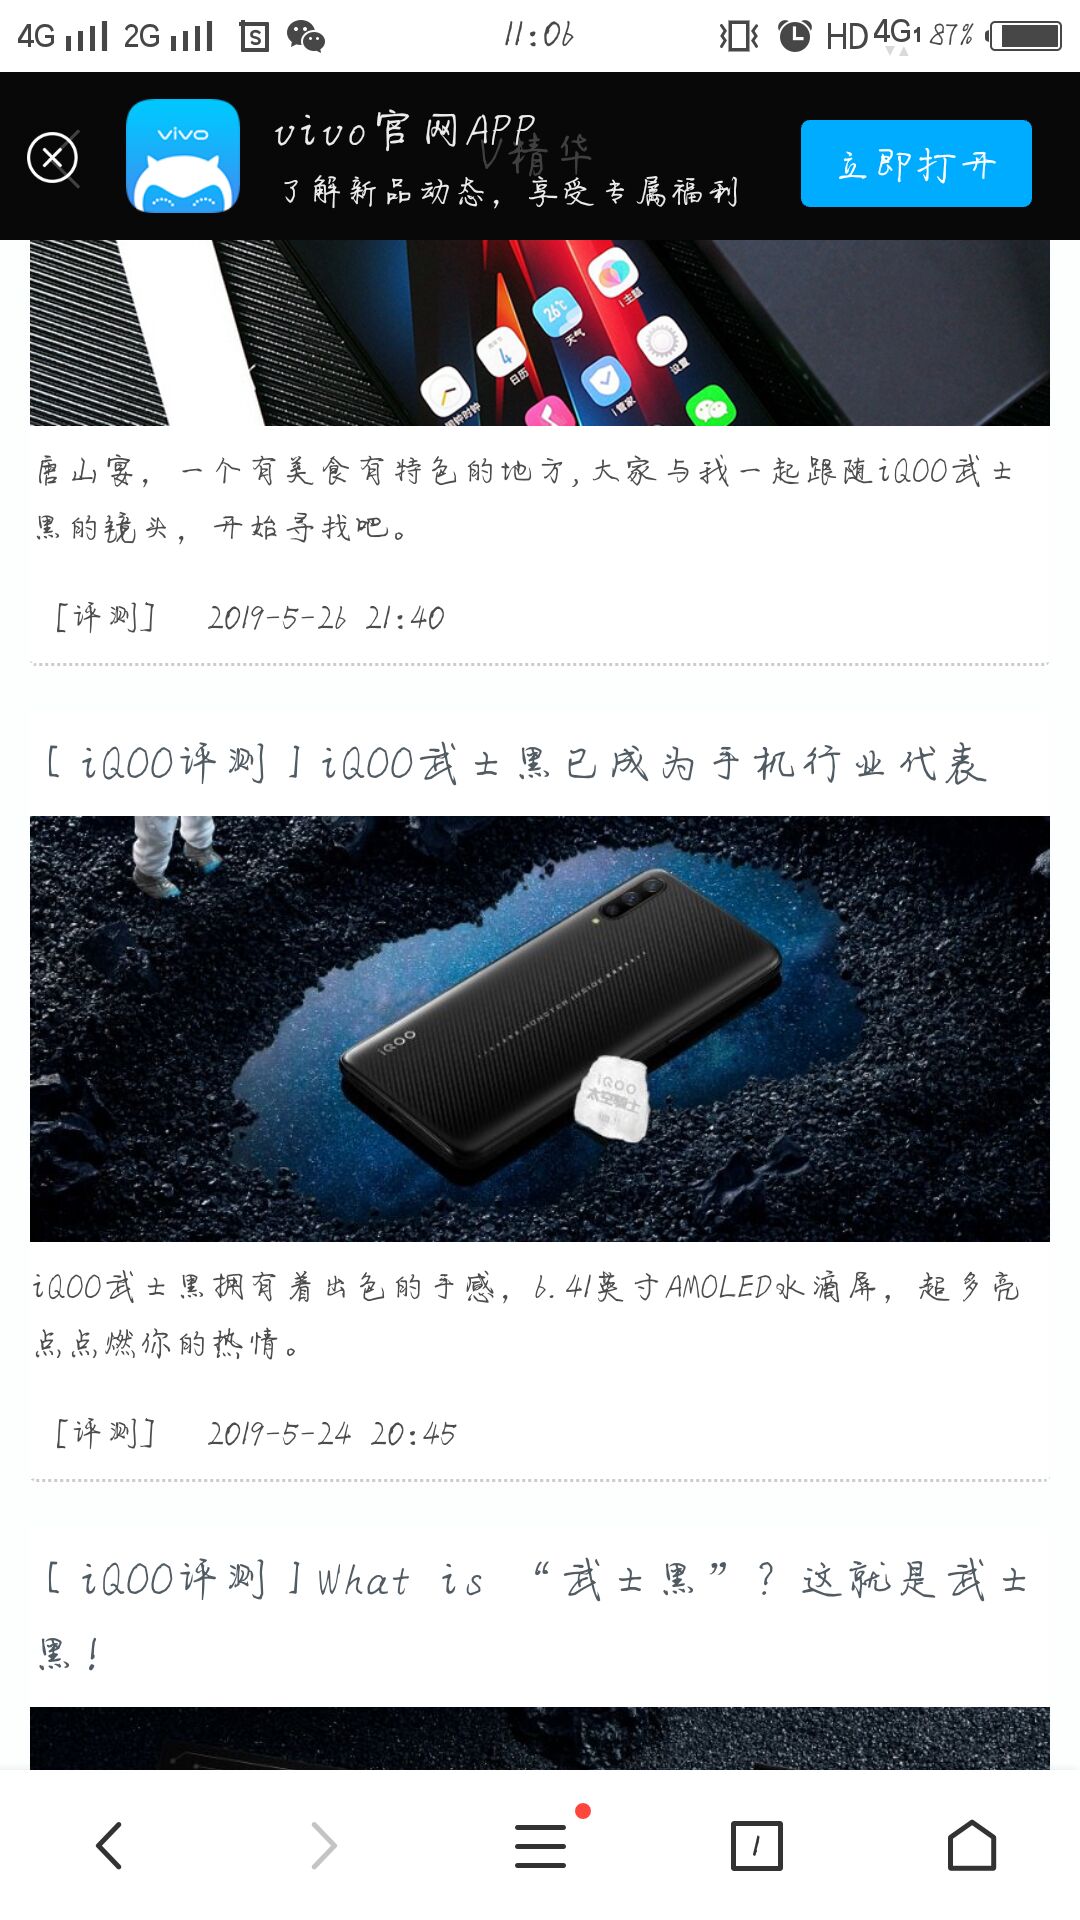 4G 2G S 11:06 HD 4G1 87%
vivo
vivo官网APP
V精华
了解新品动态，享受专属福利
立即打开
i主题
26℃
天气
设置
4
日历
i管家
唐山宴，一个有美食有特色的地方,大家与我一起跟随iQOO武士
黑的镜头，开始寻找吧。
[评测] 2019-5-26 21:40
[iQOO评测]iQOO武士黑已成为手机行业代表
iQOO
MONSTER INSIDE
iQOO
太空骑士
iQOO武士黑拥有着出色的手感，6.41英寸AMOLED水滴屏，超多亮
点点燃你的热情。
[评测] 2019-5-24 20:45
[iQOO评测]What is “武士黑”？这就是武士
黑！
1